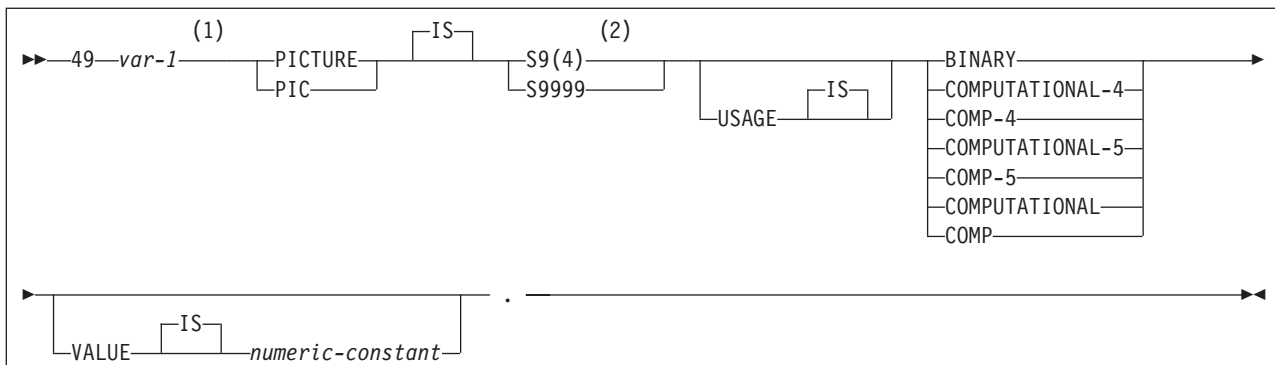 (1) IS (2)
49 var-1 PICTURE S9(4) BINARY
PIC S9999 IS COMPUTATIONAL-4
USAGE COMP-4
COMPUTATIONAL-5
COMP-5
COMPUTATIONAL
COMP
.
IS
VALUE numeric-constant